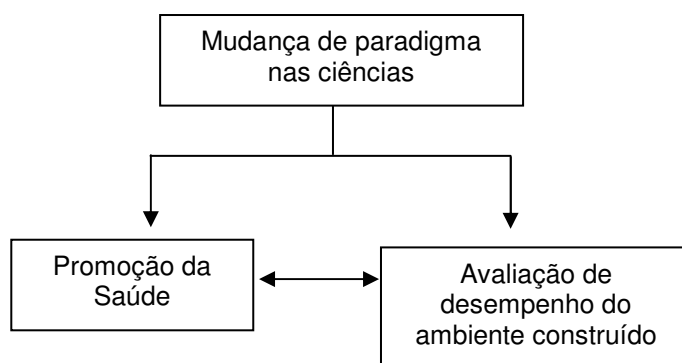 Mudança de paradigma
nas ciências
Promoção da
Saúde
Avaliação de
desempenho do
ambiente construído